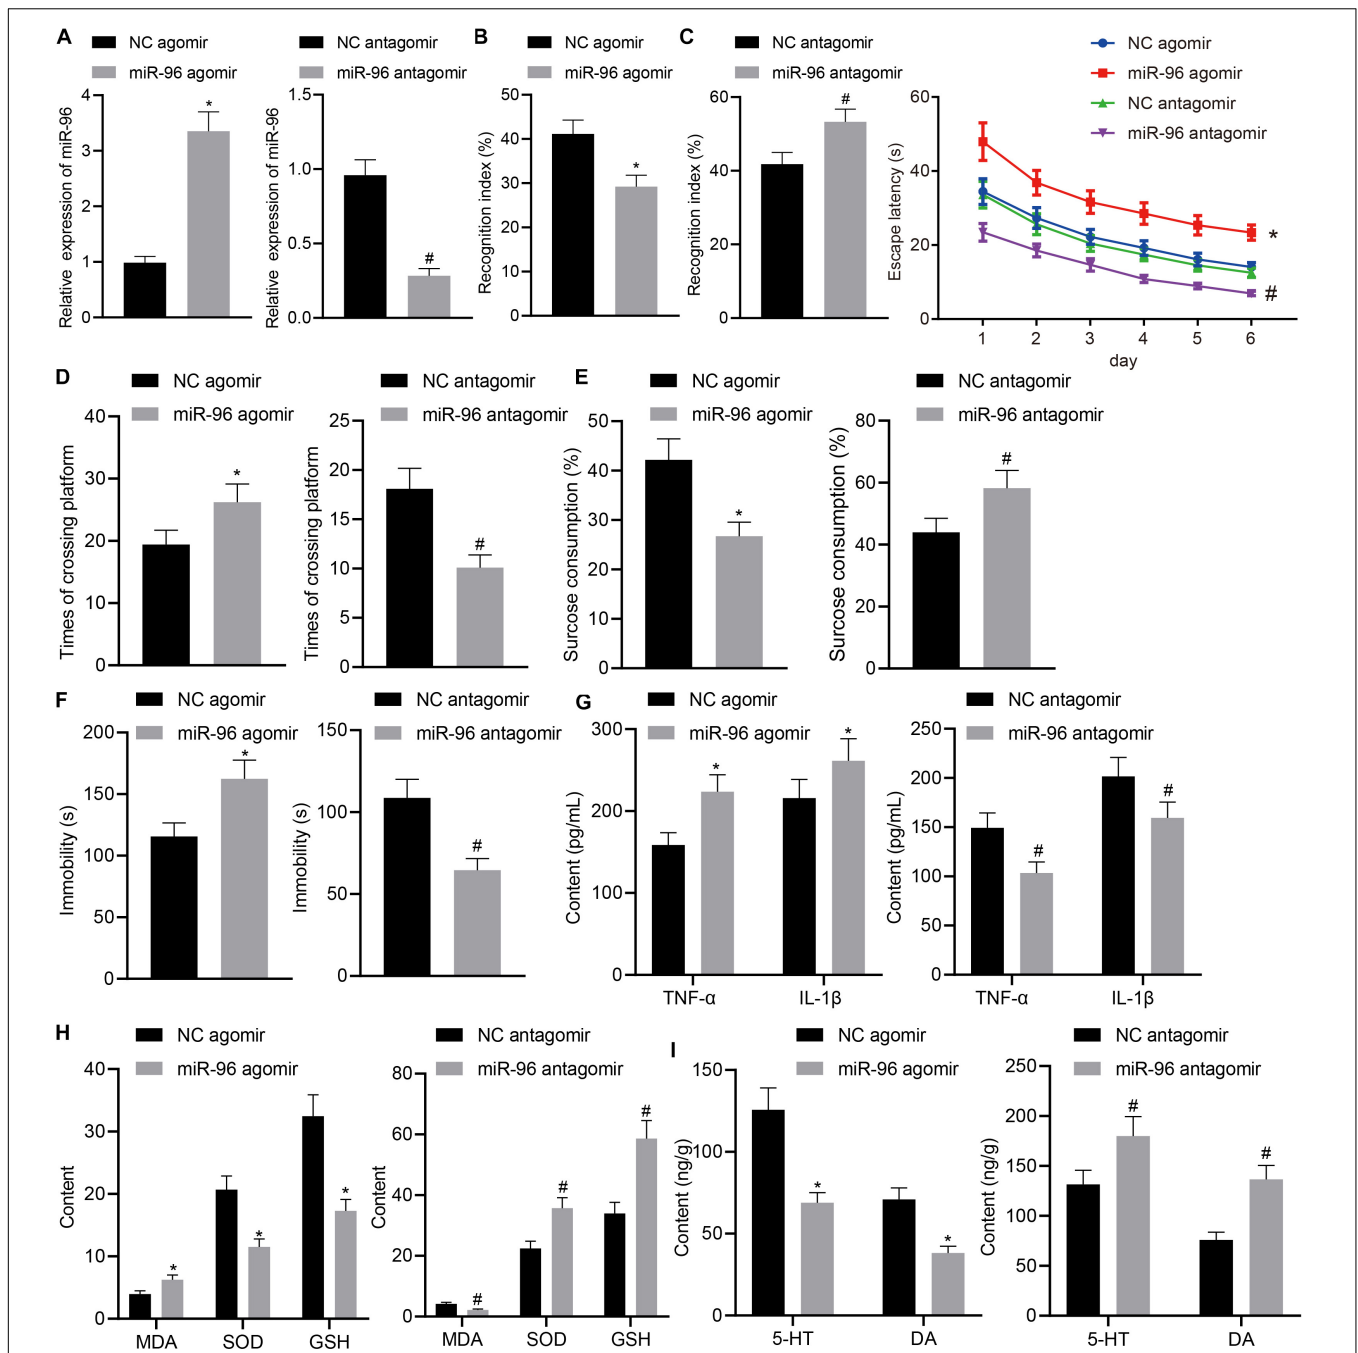 A
NC agomir
miR-96 agomir
NC antagomir
miR-96 antagomir
Relative expression of miR-96
4
3
2
1
0
*
Relative expression of miR-96
1.5
1.0
0.5
0.0
#
B
NC agomir
miR-96 agomir
Recognition index (%)
50
40
30
20
10
0
*
C
NC antagomir
miR-96 antagomir
Recognition index (%)
60
40
20
0
#
NC agomir
miR-96 agomir
NC antagomir
miR-96 antagomir
Escape latency (s)
60
40
20
0
*
#
1 2 3 4 5 6
day
D
NC agomir
miR-96 agomir
Times of crossing platform
40
30
20
10
0
*
NC antagomir
miR-96 antagomir
Times of crossing platform
25
20
15
10
5
0
#
E
NC agomir
miR-96 agomir
Surcose consumption (%)
50
40
30
20
10
0
*
NC antagomir
miR-96 antagomir
Surcose consumption (%)
80
60
40
20
0
#
F
NC agomir
miR-96 agomir
Immobility (s)
200
150
100
50
0
*
NC antagomir
miR-96 antagomir
Immobility (s)
150
100
50
0
#
G
NC agomir
miR-96 agomir
Content (pg/mL)
300
200
100
0
* *
TNF-α IL-1β
NC antagomir
miR-96 antagomir
Content (pg/mL)
250
200
150
100
50
0
# #
TNF-α IL-1β
H
NC agomir
miR-96 agomir
Content
40
30
20
10
0
* * *
MDA SOD GSH
NC antagomir
miR-96 antagomir
Content
80
60
40
20
0
# # #
MDA SOD GSH
I
NC agomir
miR-96 agomir
Content (ng/g)
150
100
50
0
* *
5-HT DA
NC antagomir
miR-96 antagomir
Content (ng/g)
250
200
150
100
50
0
# #
5-HT DA